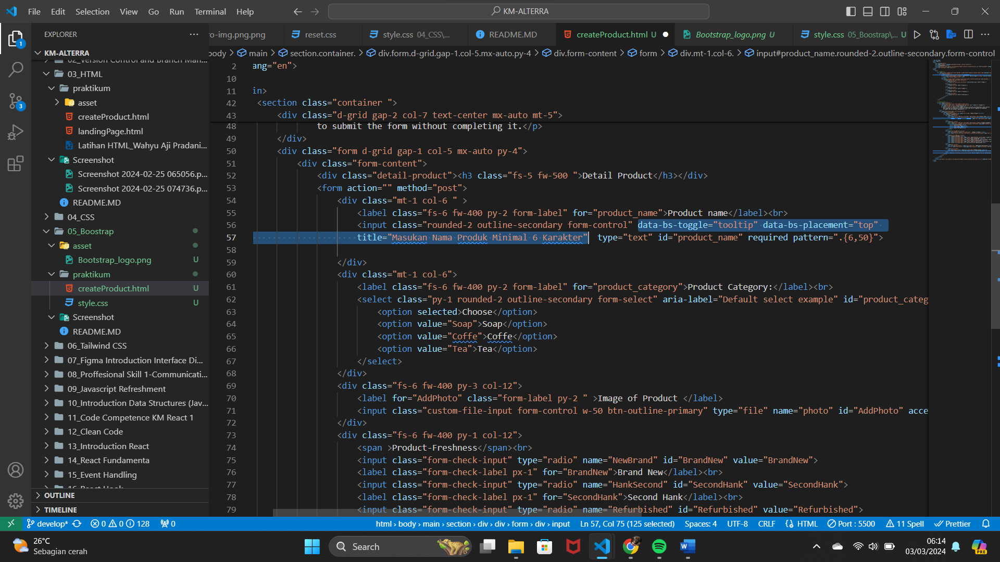 File Edit Selection View Go Run Terminal Help
KM-ALTERRA
EXPLORER
ro-img.png.png
reset.css
style.css 04_CSS\...
README.MD
createProduct.html U
Bootstrap_logo.png U
style.css 05_Boostrap\... U
KM-ALTERRA
02_Version Control and Branch Man...
03_HTML
praktikum
asset
createProduct.html
landingPage.html
Latihan HTML_Wahyu Aji Pradani...
Screenshot
Screenshot 2024-02-25 065056.p...
Screenshot 2024-02-25 074736.p...
README.MD
04_CSS
05_Boostrap
asset
Bootstrap_logo.png U
praktikum
createProduct.html U
style.css U
Screenshot
README.MD
06_Tailwind CSS
07_Figma Introduction Interface Di...
08_Proffesional Skill 1-Communicati...
09_Javascript Refreshment
10_Introduction Data Structures (Jav...
11_Code Competence KM React 1
12_Clean Code
13_Introduction React
14_React Fundamenta
15_Event Handling
OUTLINE
TIMELINE
1
3
body > main > section.container. > div.form.d-grid.gap-1.col-5.mx-auto.py-4 > div.form-content > form > div.mt-1.col-6. > input#product_name.rounded-2.outline-secondary.form-control
2 ang="en">
10
11 in>
42 <section class="container ">
43 <div class="d-grid gap-2 col-7 text-center mx-auto mt-5">
48 to submit the form without completing it.</p>
49 </div>
50 <div class="form d-grid gap-1 col-5 mx-auto py-4">
51 <div class="form-content">
52 <div class="detail-product"><h3 class="fs-5 fw-500 ">Detail Product</h3></div>
53 <form action="" method="post">
54 <div class="mt-1 col-6 " >
55 <label class="fs-6 fw-400 py-2 form-label" for="product_name">Product name</label><br>
56 <input class="rounded-2 outline-secondary form-control" data-bs-toggle="tooltip" data-bs-placement="top"
57 title="Masukan Nama Produk Minimal 6 Karakter" type="text" id="product_name" required pattern=".{6,50}">
58
59 </div>
60 <div class="mt-1 col-6">
61 <label class="fs-6 fw-400 py-2 form-label" for="product_category">Product Category:</label><br>
62 <select class="py-1 rounded-2 outline-secondary form-select" aria-label="Default select example" id="product_categ
63 <option selected>Choose</option>
64 <option value="Soap">Soap</option>
65 <option value="Coffe">Coffe</option>
66 <option value="Tea">Tea</option>
67 </select>
68 </div>
69 <div class="fs-6 fw-400 py-3 col-12">
70 <label for="AddPhoto" class="form-label py-2 " >Image of Product </label>
71 <input class="custom-file-input form-control w-50 btn-outline-primary" type="file" name="photo" id="AddPhoto" acce
72 </div>
73 <div class="fs-6 fw-400 py-1 col-12">
74 <span >Product-Freshness</span><br>
75 <input class="form-check-input" type="radio" name="NewBrand" id="BrandNew" value="BrandNew">
76 <label class="form-check-label px-1" for="BrandNew">Brand New</label><br>
77 <input class="form-check-input" type="radio" name="HankSecond" id="SecondHank" value="SecondHank">
78 <label class="form-check-label px-1" for="SecondHank">Second Hank</label><br>
79 <input class="form-check-input" type="radio" name="Refurbished" id="Refurbished" value="Refurbished">
develop* 0 0 128 0
html > body > main > section > div > div > form > div > input
Ln 57, Col 75 (125 selected) Spaces: 4 UTF-8 CRLF HTML Port : 5500 11 Spell Prettier
26°C
Sebagian cerah
Search
06:14
03/03/2024
PRE